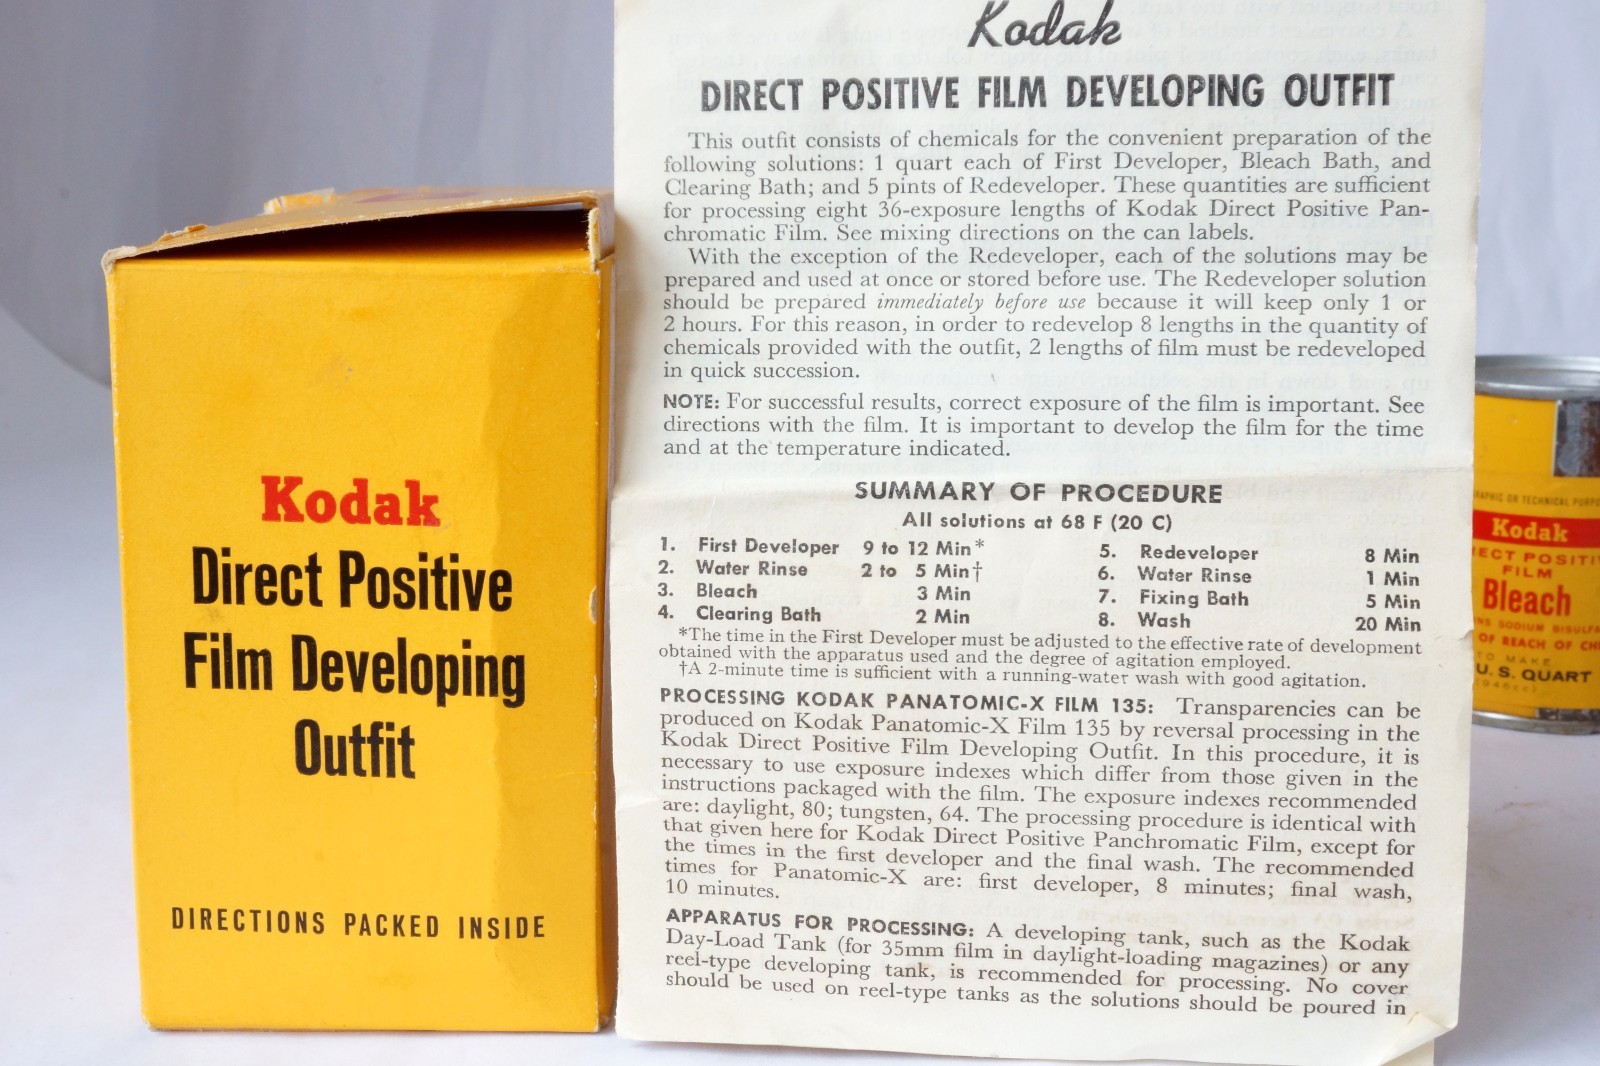 Kodak
Direct Positive
Film Developing
Outfit
DIRECTIONS PACKED INSIDE
Kodak
DIRECT POSITIVE FILM DEVELOPING OUTFIT
This outfit consists of chemicals for the convenient preparation of the
following solutions: 1 quart each of First Developer, Bleach Bath, and
Clearing Bath; and 5 pints of Redeveloper. These quantities are sufficient
for processing eight 36-exposure lengths of Kodak Direct Positive Pan-
chromatic Film. See mixing directions on the can labels.
With the exception of the Redeveloper, each of the solutions may be
prepared and used at once or stored before use. The Redeveloper solution
should be prepared immediately before use because it will keep only 1 or
2 hours. For this reason, in order to redevelop 8 lengths in the quantity of
chemicals provided with the outfit, 2 lengths of film must be redeveloped
in quick succession.
NOTE: For successful results, correct exposure of the film is important. See
directions with the film. It is important to develop the film for the time
and at the temperature indicated.
SUMMARY OF PROCEDURE
All solutions at 68 F (20 C)
1. First Developer 9 to 12 Min*
2. Water Rinse 2 to 5 Min†
3. Bleach 3 Min
4. Clearing Bath 2 Min
5. Redeveloper 8 Min
6. Water Rinse 1 Min
7. Fixing Bath 5 Min
8. Wash 20 Min
*The time in the First Developer must be adjusted to the effective rate of development
obtained with the apparatus used and the degree of agitation employed.
†A 2-minute time is sufficient with a running-water wash with good agitation.
PROCESSING KODAK PANATOMIC-X FILM 135: Transparencies can be
produced on Kodak Panatomic-X Film 135 by reversal processing in the
Kodak Direct Positive Film Developing Outfit. In this procedure, it is
necessary to use exposure indexes which differ from those given in the
instructions packaged with the film. The exposure indexes recommended
are: daylight, 80; tungsten, 64. The processing procedure is identical with
that given here for Kodak Direct Positive Panchromatic Film, except for
the times in the first developer and the final wash. The recommended
times for Panatomic-X are: first developer, 8 minutes; final wash,
10 minutes.
APPARATUS FOR PROCESSING: A developing tank, such as the Kodak
Day-Load Tank (for 35mm film in daylight-loading magazines) or any
reel-type developing tank, is recommended for processing. No cover
should be used on reel-type tanks as the solutions should be poured in
OR TECHNICAL
Kodak
FILM
Bleach
SODIUM
OF REACH OF
TO MAKE
U.S. QUART